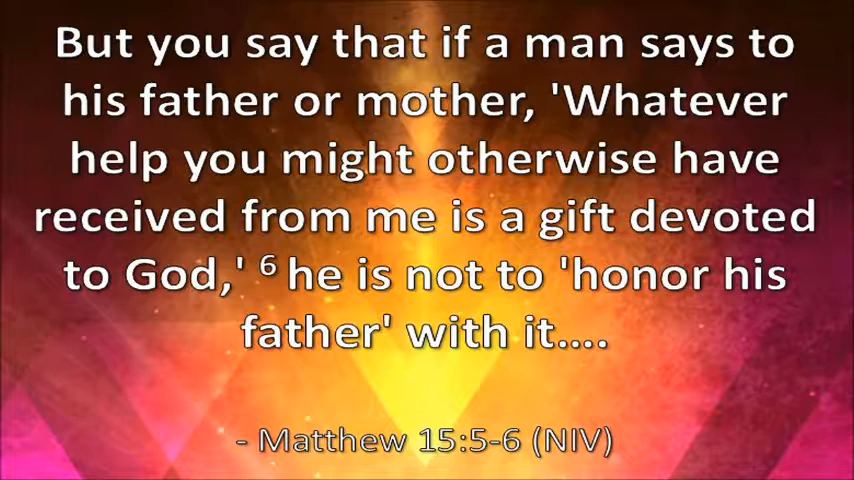 But you say that if a man says to
his father or mother, 'Whatever
help you might otherwise have
received from me is a gift devoted
to God,' ⁶ he is not to 'honor his
father' with it....
- Matthew 15:5-6 (NIV)